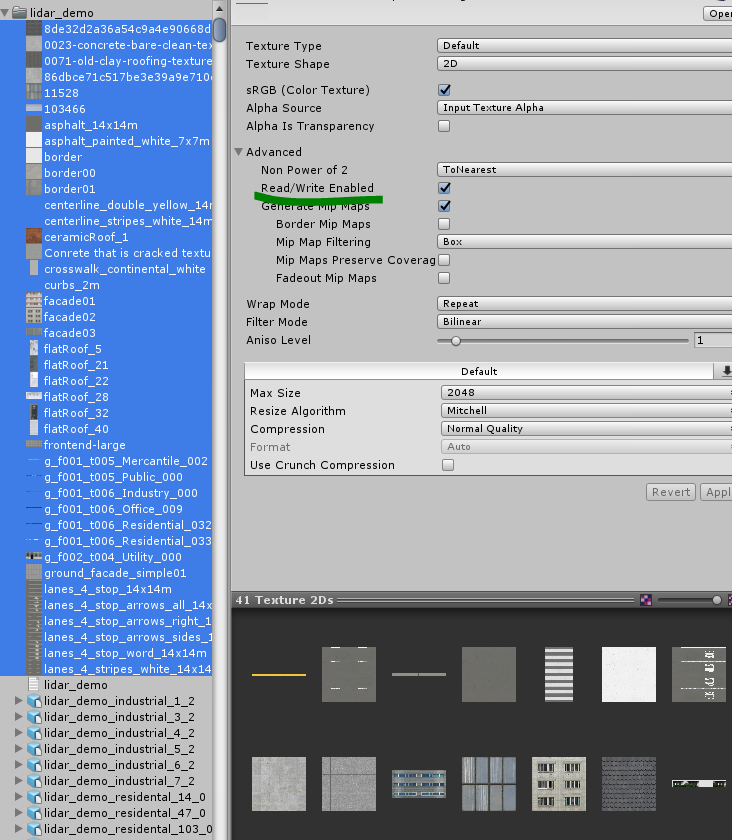 lidar_demo
8de32d2a36a54c9a4e90668d
0023-concrete-bare-clean-tex
0071-old-clay-roofing-texture
86dbce71c517be3e39a9e710
11528
103466
asphalt_14x14m
asphalt_painted_white_7x7m
border
border00
border01
centerline_double_yellow_14m
centerline_stripes_white_14m
ceramicRoof_1
Conrete that is cracked textu
crosswalk_continental_white
curbs_2m
facade01
facade02
facade03
flatRoof_5
flatRoof_21
flatRoof_22
flatRoof_28
flatRoof_32
flatRoof_40
frontend-large
g_f001_t005_Mercantile_002
g_f001_t005_Public_000
g_f001_t006_Industry_000
g_f001_t006_Office_009
g_f001_t006_Residential_032
g_f001_t006_Residential_033
g_f002_t004_Utility_000
ground_facade_simple01
lanes_4_stop_14x14m
lanes_4_stop_arrows_all_14x
lanes_4_stop_arrows_right_1
lanes_4_stop_arrows_sides_1
lanes_4_stop_word_14x14m
lanes_4_stripes_white_14x14
lidar_demo
lidar_demo_industrial_1_2
lidar_demo_industrial_3_2
lidar_demo_industrial_4_2
lidar_demo_industrial_5_2
lidar_demo_industrial_6_2
lidar_demo_industrial_7_2
lidar_demo_residental_14_0
lidar_demo_residental_47_0
lidar_demo_residental_103_0
Open
Texture Type Default
Texture Shape 2D
sRGB (Color Texture)
Alpha Source Input Texture Alpha
Alpha Is Transparency
Advanced
Non Power of 2 ToNearest
Read/Write Enabled
Generate Mip Maps
Border Mip Maps
Mip Map Filtering Box
Mip Maps Preserve Coverag
Fadeout Mip Maps
Wrap Mode Repeat
Filter Mode Bilinear
Aniso Level 1
Default
Max Size 2048
Resize Algorithm Mitchell
Compression Normal Quality
Format Auto
Use Crunch Compression
Revert Appl
41 Texture 2Ds